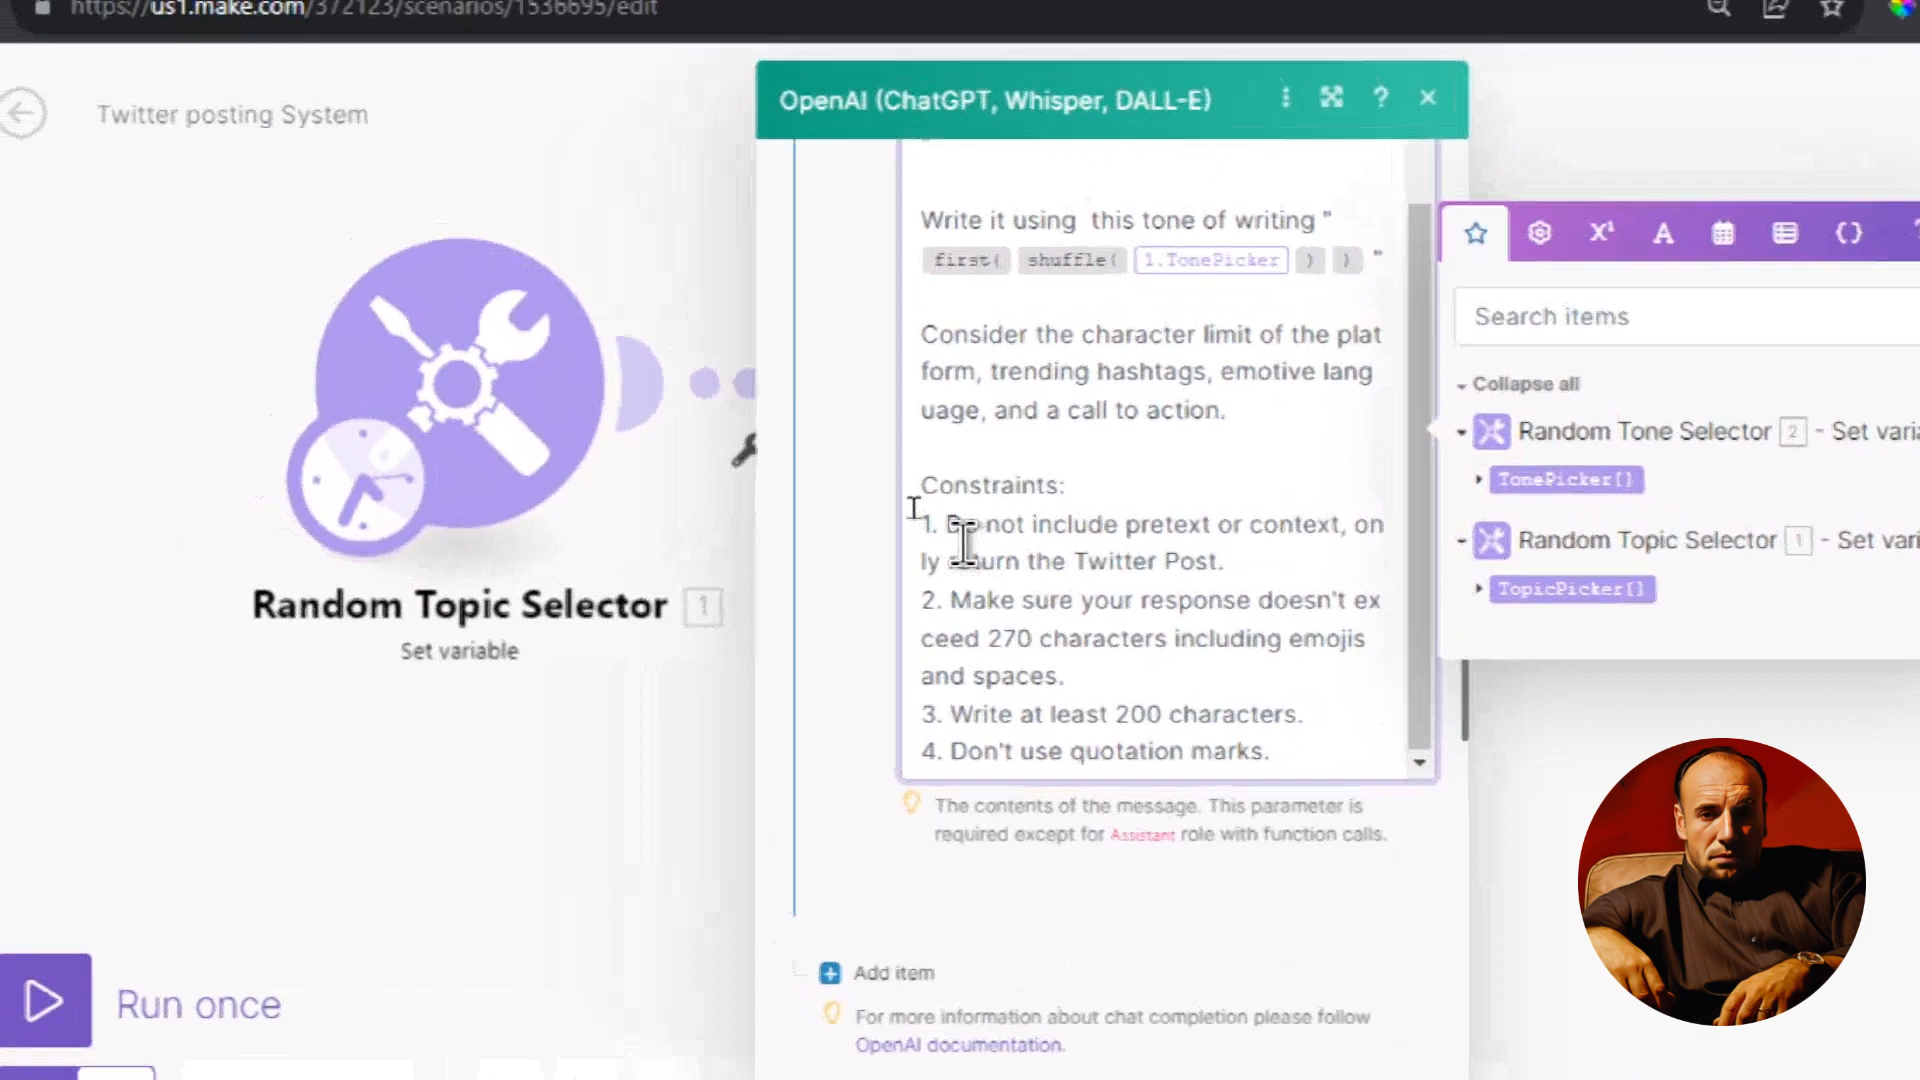 https://us1.make.com/372123/scenarios/1536695/edit
Twitter posting System
Random Topic Selector 1
Set variable
Run once
OpenAI (ChatGPT, Whisper, DALL-E)
Write it using  this tone of writing "
first( shuffle( 1.TonePicker ) ) "
Consider the character limit of the plat
form, trending hashtags, emotive lang
uage, and a call to action.
Constraints:
1. Do not include pretext or context, on
ly return the Twitter Post.
2. Make sure your response doesn't ex
ceed 270 characters including emojis
and spaces.
3. Write at least 200 characters.
4. Don't use quotation marks.
The contents of the message. This parameter is
required except for Assistant role with function calls.
Add item
For more information about chat completion please follow
OpenAI documentation.
Search items
Collapse all
Random Tone Selector 2 - Set varia
TonePicker[]
Random Topic Selector 1 - Set vari
TopicPicker[]